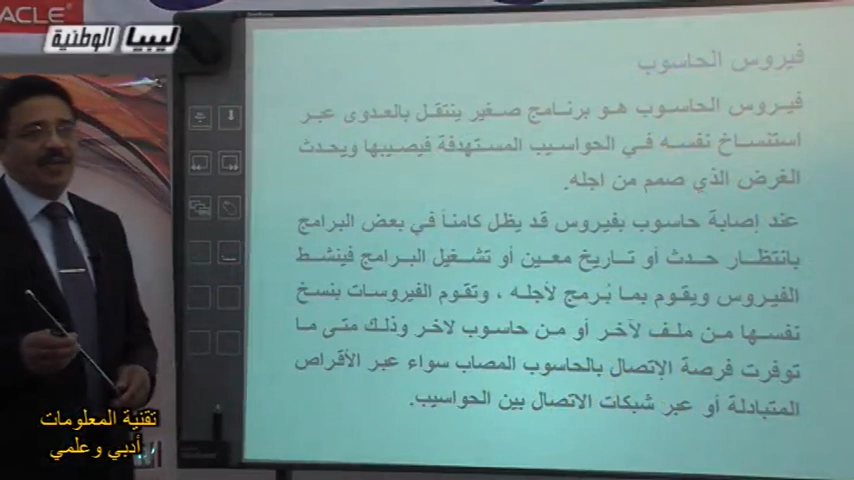 ACLE
ليبيا الوطنية
فيروس الحاسوب
فيروس الحاسوب هو برنامج صغير ينتقل بالعدوى عبر
استنساخ نفسه في الحواسيب المستهدفة فيصيبها ويحدث
الغرض الذي صمم من اجله.
عند إصابة حاسوب بفيروس قد يظل كامناً في بعض البرامج
بانتظار حدث أو تاريخ معين أو تشغيل البرامج فينشط
الفيروس ويقوم بما بُرمج لأجله ، وتقوم الفيروسات بنسخ
نفسها من ملف لآخر أو من حاسوب لاخر وذلك متى ما
توفرت فرصة الإتصال بالحاسوب المصاب سواء عبر الأقراص
المتبادلة أو عبر شبكات الاتصال بين الحواسيب.
تقنية المعلومات
أدبي وعلمي